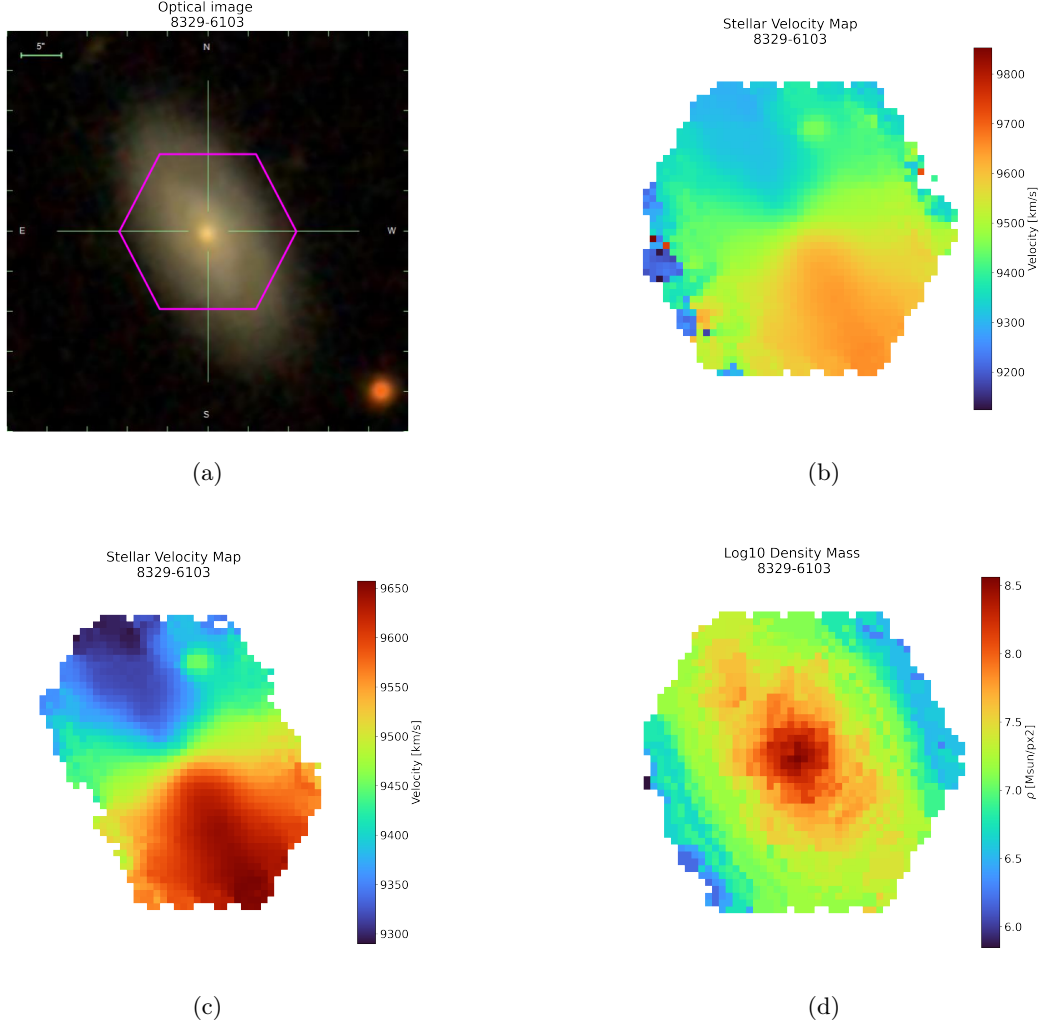 Optical image
8329-6103
5"
N
E
W
S
(a)
Stellar Velocity Map
8329-6103
9800
9700
9600
9500
9400
9300
9200
Velocity [km/s]
(b)
Stellar Velocity Map
8329-6103
9650
9600
9550
9500
9450
9400
9350
9300
Velocity [km/s]
(c)
Log10 Density Mass
8329-6103
8.5
8.0
7.5
7.0
6.5
6.0
ρ [Msun/px2]
(d)